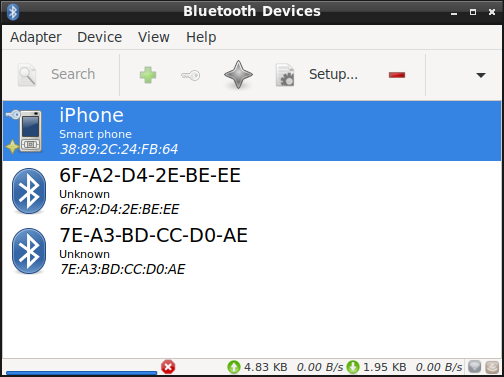 Bluetooth Devices
Adapter Device View Help
Search Setup...
iPhone
Smart phone
38:89:2C:24:FB:64
6F-A2-D4-2E-BE-EE
Unknown
6F:A2:D4:2E:BE:EE
7E-A3-BD-CC-D0-AE
Unknown
7E:A3:BD:CC:D0:AE
4.83 KB 0.00 B/s 1.95 KB 0.00 B/s